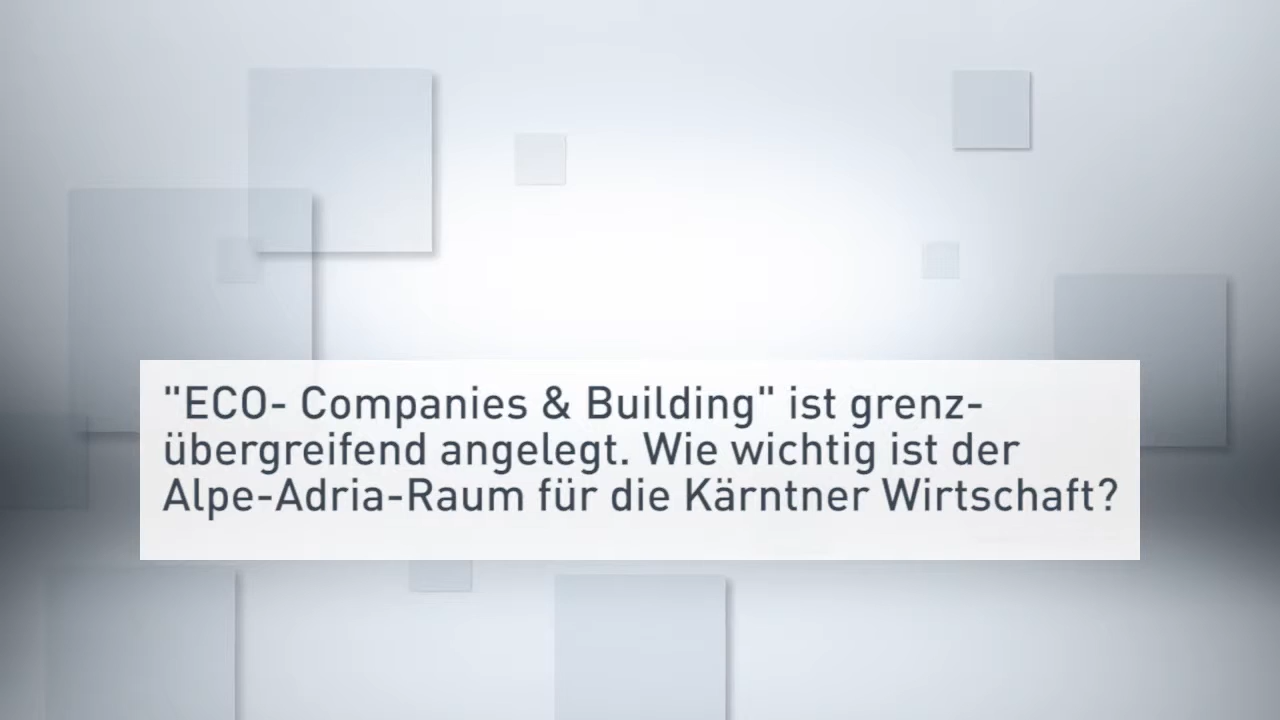 "ECO- Companies & Building" ist grenz-
übergreifend angelegt. Wie wichtig ist der
Alpe-Adria-Raum für die Kärntner Wirtschaft?